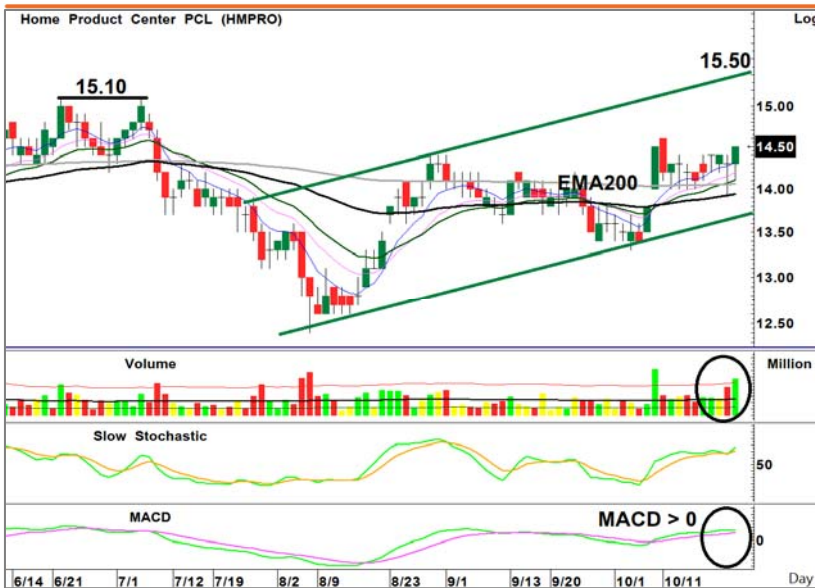 Home Product Center PCL (HMPRO)
Log
15.50
15.10
15.00
14.50
EMA200
14.00
13.50
13.00
12.50
Volume
Million
Slow Stochastic
50
MACD
MACD > 0
0
6/14 6/21 7/1 7/12 7/19 8/2 8/9 8/23 9/1 9/13 9/20 10/1 10/11 Day